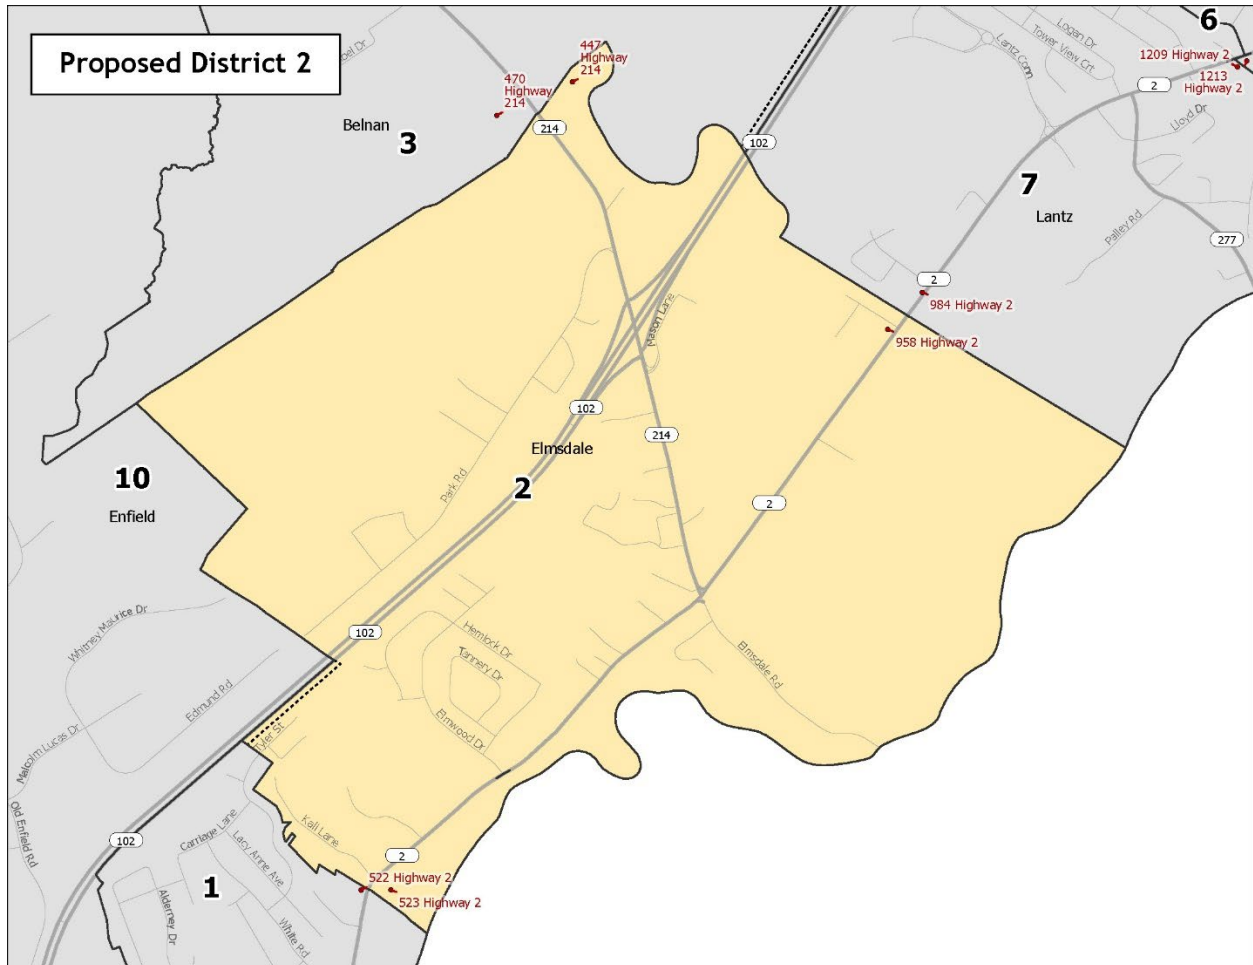 Proposed District 2
bel Dr
447
Highway
214
470
Highway
214
Belnan
3
214
102
6
Logan Dr
Tower View Crt
Lantz Conn
1209 Highway 2
1213
Highway 2
2
Lloyd Dr
7
Lantz
Palley Rd
277
2
984 Highway 2
958 Highway 2
Mason Lane
102
214
Elmsdale
2
Park Rd
2
10
Enfield
Whitney Maurice Dr
102
Edmund Rd
Hemlock Dr
Tannery Dr
Elmwood Dr
Elmsdale Rd
Malcolm Lucas Dr
Tyler St
Old Enfield Rd
102
Carriage Lane
Kali Lane
Lacy Anne Ave
2
1
522 Highway 2
523 Highway 2
Alderney Dr
White Rd